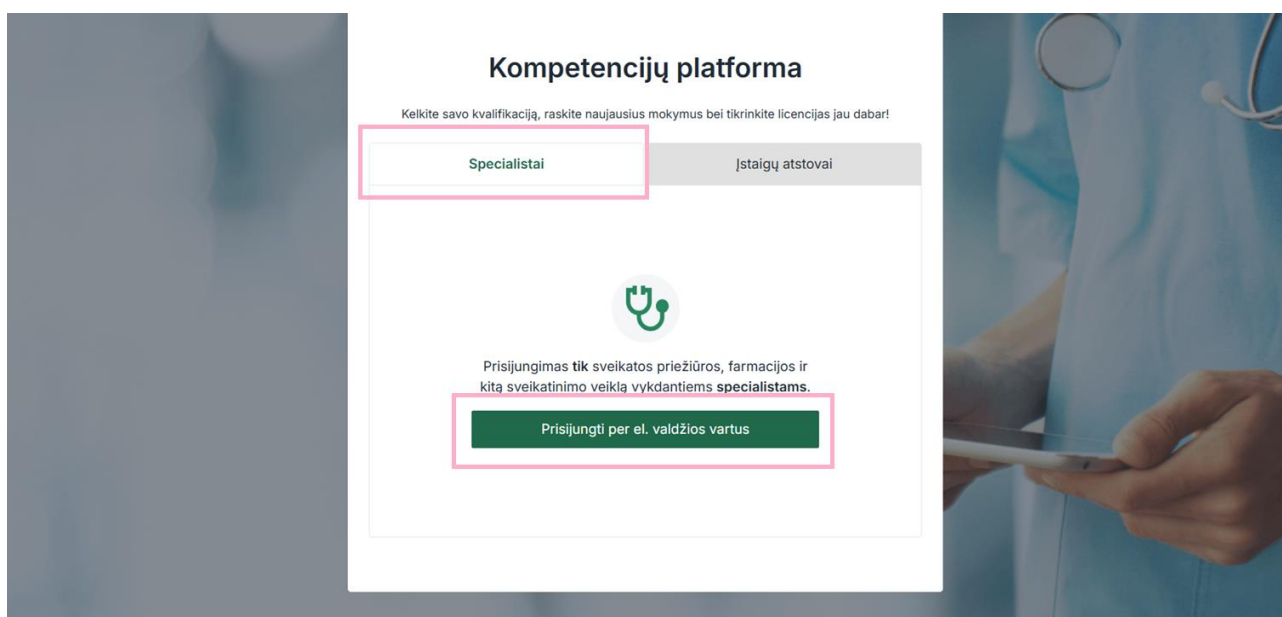 Kompetencijų platforma
Kelkite savo kvalifikaciją, raskite naujausius mokymus bei tikrinkite licencijas jau dabar!
Specialistai
Įstaigų atstovai
Prisijungimas tik sveikatos priežiūros, farmacijos ir
kitą sveikatinimo veiklą vykdantiems specialistams.
Prisijungti per el. valdžios vartus